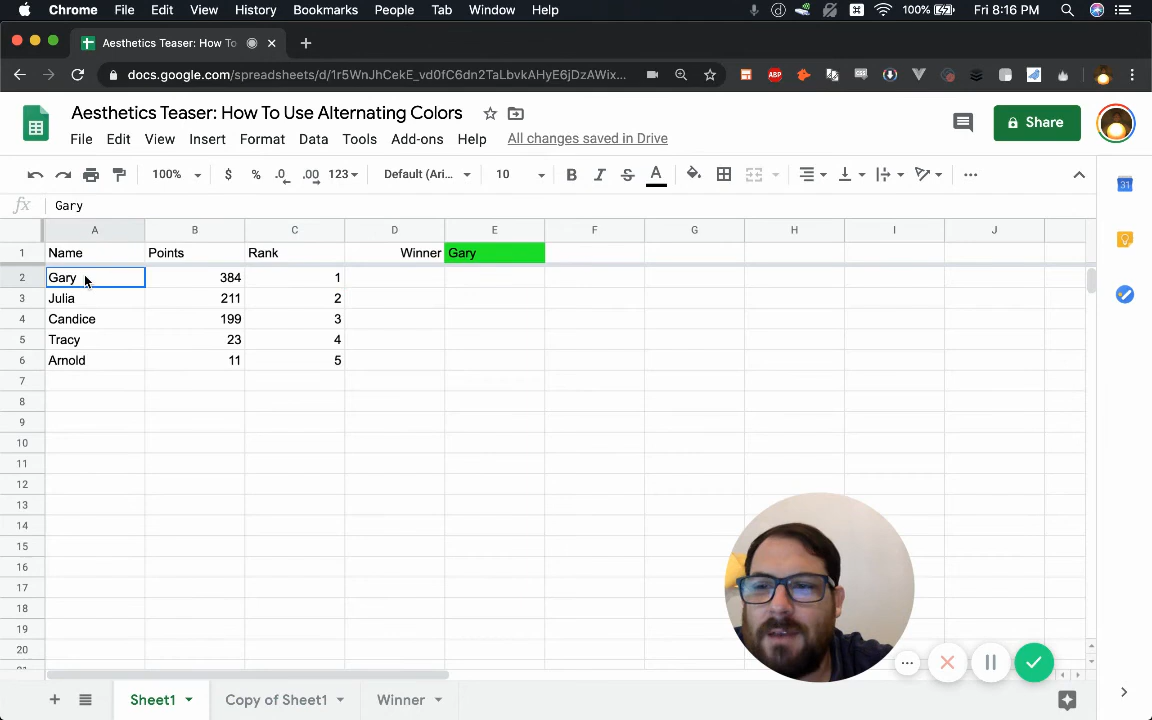 Chrome File Edit View History Bookmarks People Tab Window Help 100% Fri 8:16 PM
Aesthetics Teaser: How To
docs.google.com/spreadsheets/d/1r5WnJhCekE_vd0fC6dn2TaLbvkAHyE6jDzAWix...
Aesthetics Teaser: How To Use Alternating Colors
Share
File Edit View Insert Format Data Tools Add-ons Help All changes saved in Drive
100% $ % .0 .00 123 Default (Ari... 10 B I S A
fx Gary
A B C D E F G H I J
1 Name Points Rank Winner Gary
2 Gary 384 1
3 Julia 211 2
4 Candice 199 3
5 Tracy 23 4
6 Arnold 11 5
7
8
9
10
11
12
13
14
15
16
17
18
19
20
Sheet1 Copy of Sheet1 Winner